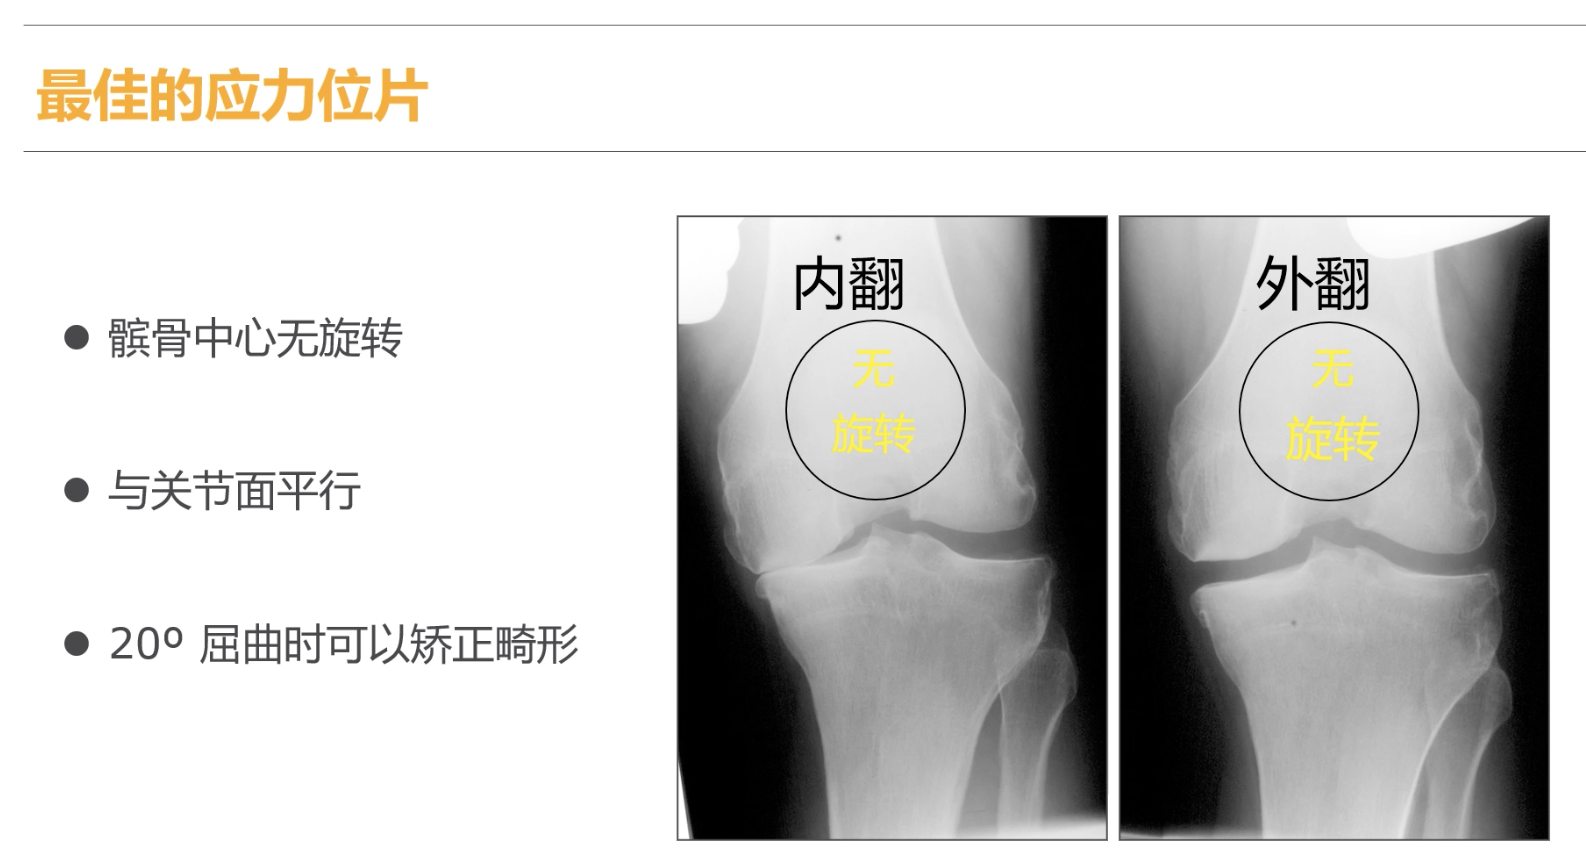 最佳的应力位片
● 髌骨中心无旋转
● 与关节面平行
● 20º 屈曲时可以矫正畸形
内翻
无
旋转
外翻
无
旋转